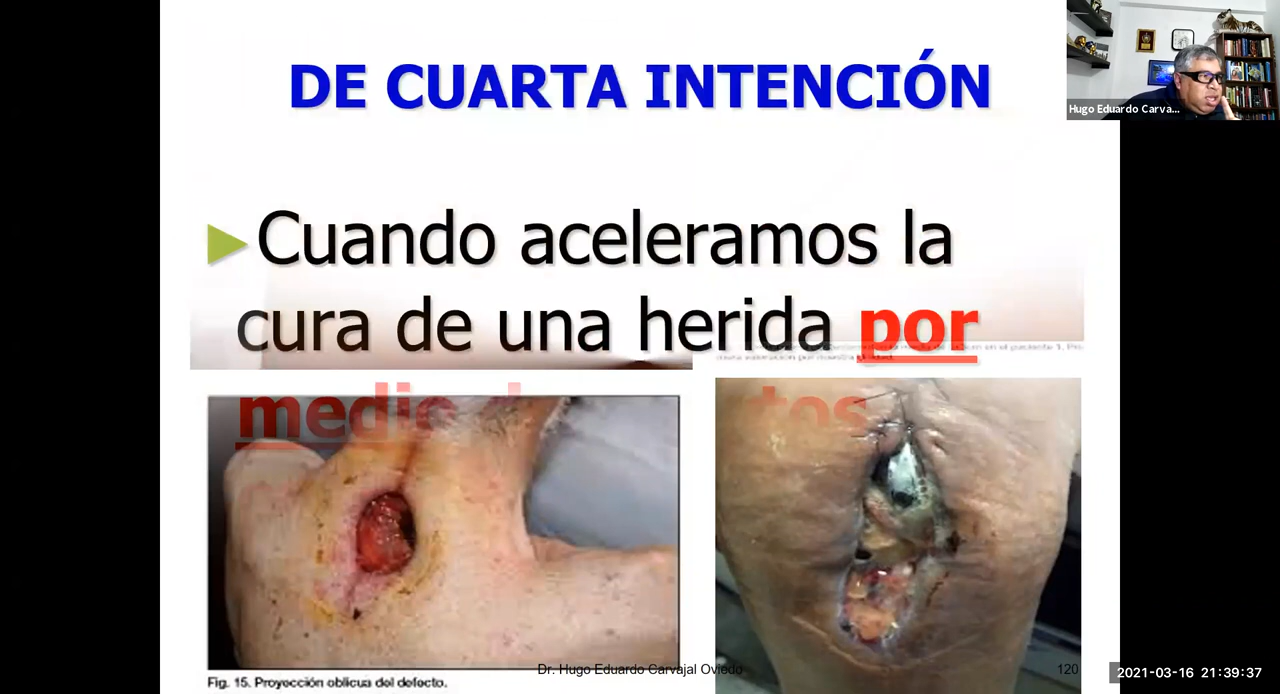 DE CUARTA INTENCIÓN
Hugo Eduardo Carva...
►Cuando aceleramos la
cura de una herida por
medio
Dr. Hugo Eduardo Carvajal Oviedo
120
Fig. 15. Proyección oblicua del defecto.
2021-03-16 21:39:37